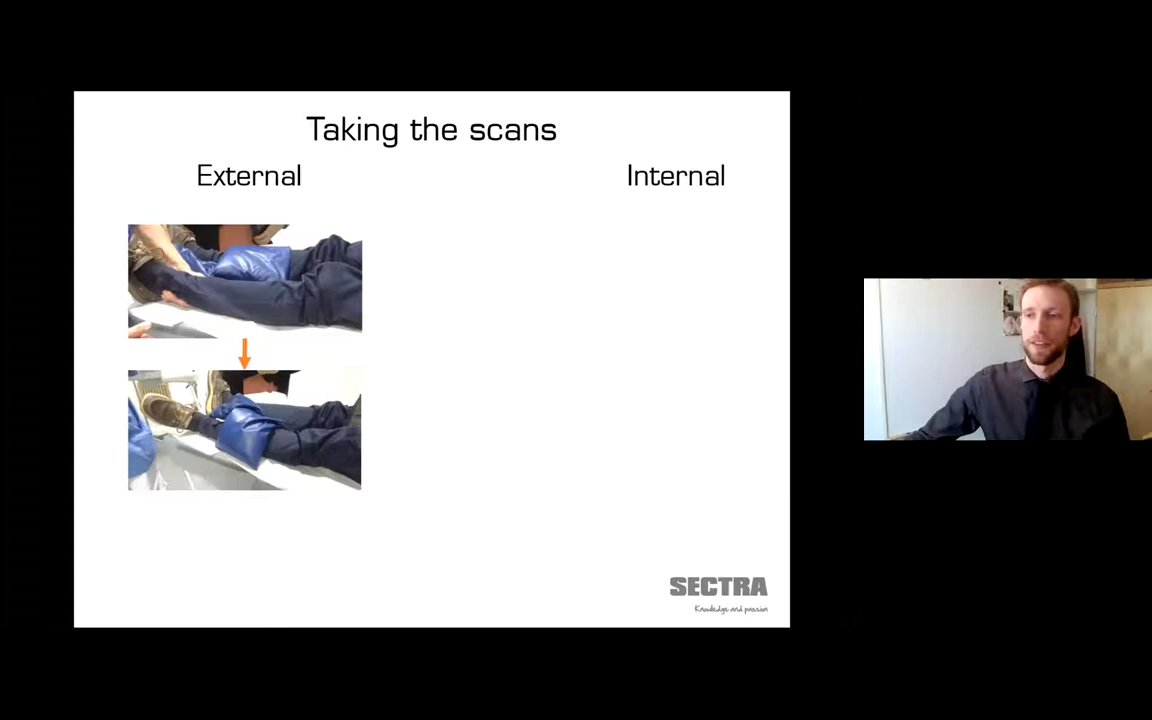 Taking the scans
External
Internal
SECTRA
Knowledge and passion